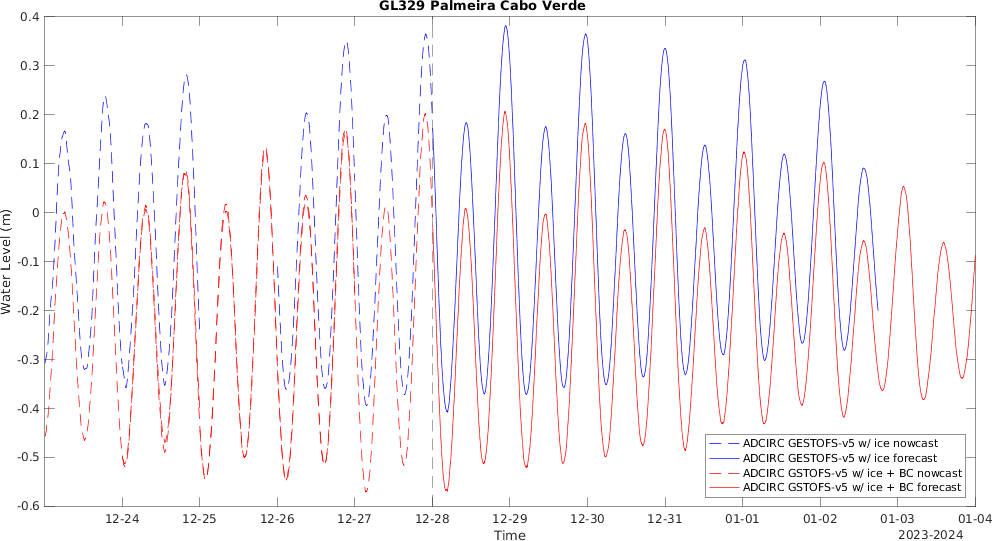 GL329 Palmeira Cabo Verde
0.4
0.3
0.2
0.1
0
-0.1
-0.2
-0.3
-0.4
-0.5
-0.6
Water Level (m)
ADCIRC GESTOFS-v5 w/ ice nowcast
ADCIRC GESTOFS-v5 w/ ice forecast
ADCIRC GSTOFS-v5 w/ ice + BC nowcast
ADCIRC GSTOFS-v5 w/ ice + BC forecast
12-24 12-25 12-26 12-27 12-28 12-29 12-30 12-31 01-01 01-02 01-03 01-04
Time
2023-2024